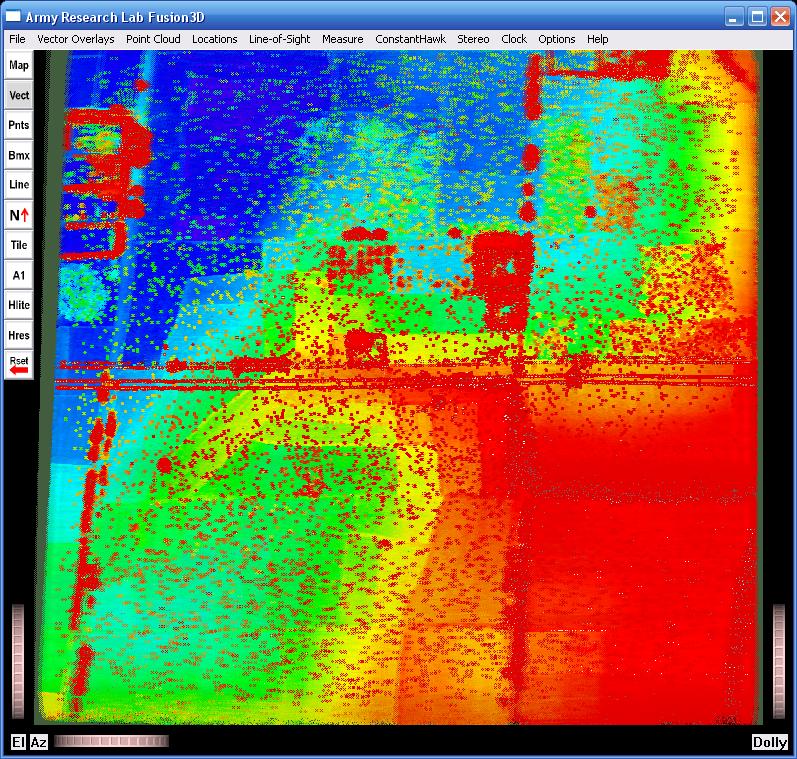 Army Research Lab Fusion3D
File Vector Overlays Point Cloud Locations Line-of-Sight Measure ConstantHawk Stereo Clock Options Help
Map
Vect
Pnts
Bmx
Line
N
Tile
A1
Hlite
Hres
Rset
El Az Dolly